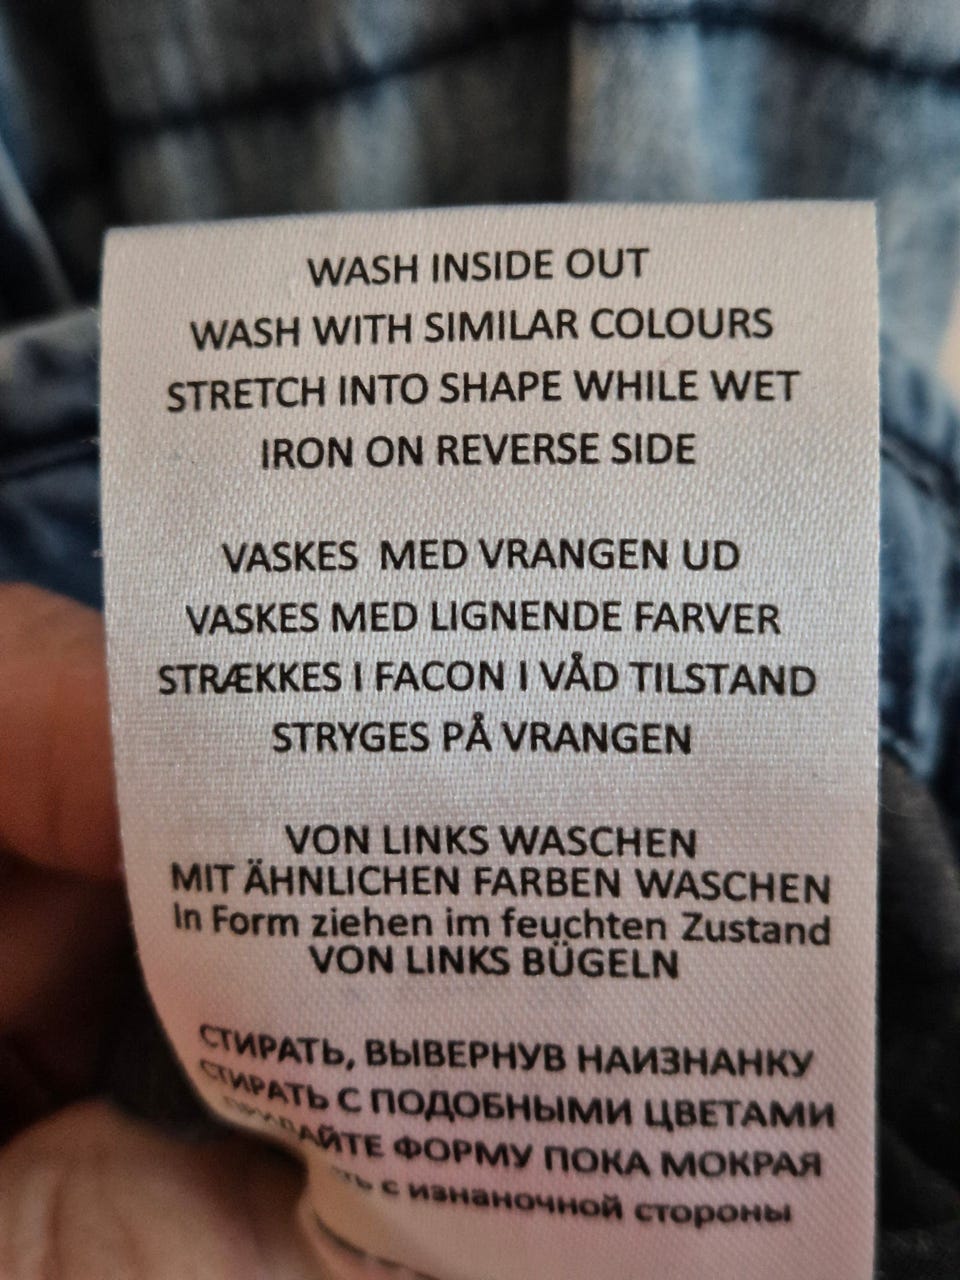 WASH INSIDE OUT
WASH WITH SIMILAR COLOURS
STRETCH INTO SHAPE WHILE WET
IRON ON REVERSE SIDE
VASKES MED VRANGEN UD
VASKES MED LIGNENDE FARVER
STRÆKKES I FACON I VÅD TILSTAND
STRYGES PÅ VRANGEN
VON LINKS WASCHEN
MIT ÄHNLICHEN FARBEN WASCHEN
In Form ziehen im feuchten Zustand
VON LINKS BÜGELN
СТИРАТЬ, ВЫВЕРНУВ НАИЗНАНКУ
СТИРАТЬ С ПОДОБНЫМИ ЦВЕТАМИ
ПРИДАЙТЕ ФОРМУ ПОКА МОКРАЯ
с изнаночной стороны